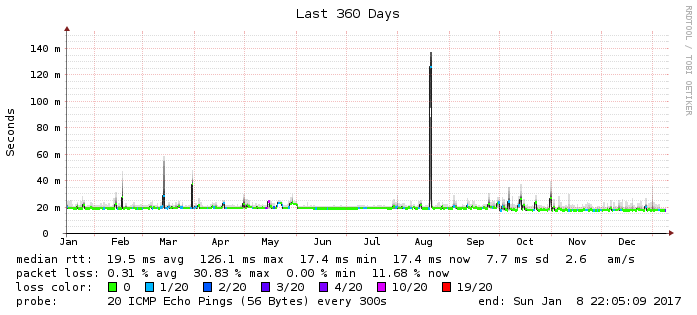 Last 360 Days
RRDTOOL / TOBI OETIKER
Seconds
140 m
120 m
100 m
80 m
60 m
40 m
20 m
0
Jan Feb Mar Apr May Jun Jul Aug Sep Oct Nov Dec
median rtt: 19.5 ms avg 126.1 ms max 17.4 ms min 17.4 ms now 7.7 ms sd 2.6 am/s
packet loss: 0.31 % avg 30.83 % max 0.00 % min 11.68 % now
loss color: 0 1/20 2/20 3/20 4/20 10/20 19/20
probe: 20 ICMP Echo Pings (56 Bytes) every 300s end: Sun Jan 8 22:05:09 2017